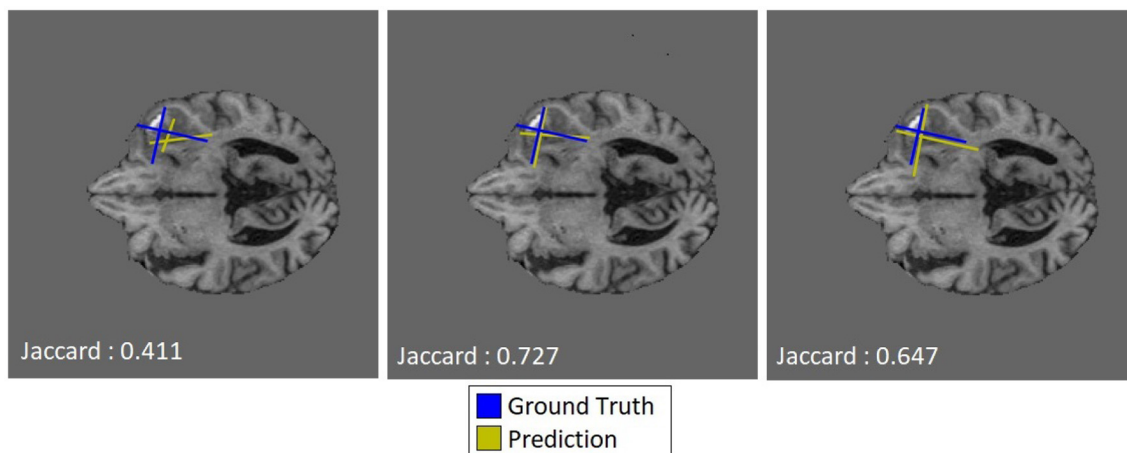 Jaccard : 0.411
Jaccard : 0.727
Jaccard : 0.647
Ground Truth
Prediction